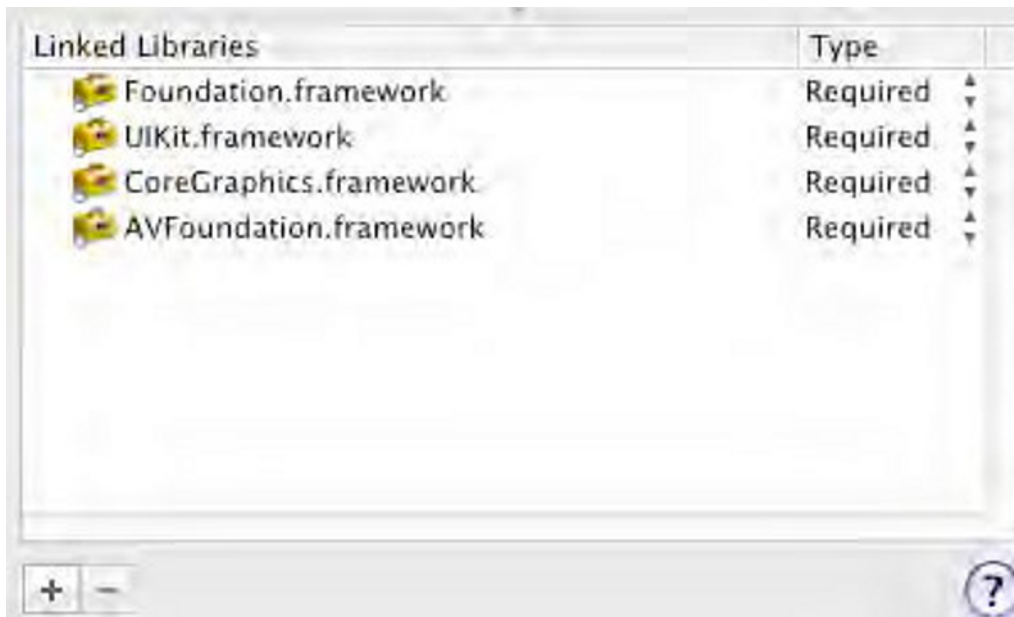 Linked Libraries Type
Foundation.framework Required
UIKit.framework Required
CoreGraphics.framework Required
AVFoundation.framework Required
+ −
?